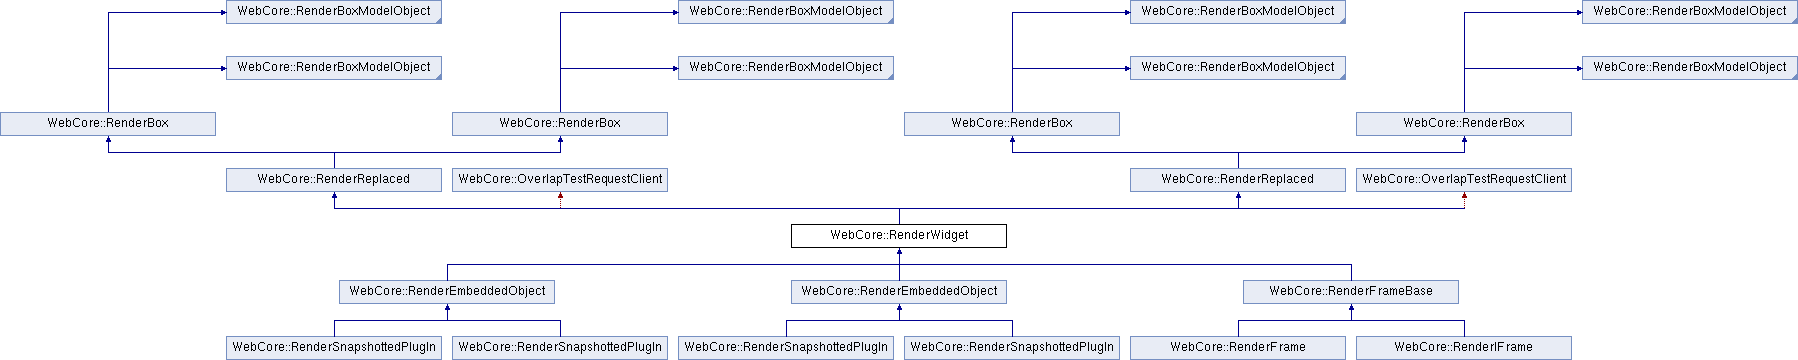 WebCore::RenderBoxModelObject
WebCore::RenderBoxModelObject
WebCore::RenderBoxModelObject
WebCore::RenderBoxModelObject
WebCore::RenderBoxModelObject
WebCore::RenderBoxModelObject
WebCore::RenderBoxModelObject
WebCore::RenderBoxModelObject
WebCore::RenderBox
WebCore::RenderBox
WebCore::RenderBox
WebCore::RenderBox
WebCore::RenderReplaced
WebCore::OverlapTestRequestClient
WebCore::RenderReplaced
WebCore::OverlapTestRequestClient
WebCore::RenderWidget
WebCore::RenderEmbeddedObject
WebCore::RenderEmbeddedObject
WebCore::RenderFrameBase
WebCore::RenderSnapshottedPlugIn
WebCore::RenderSnapshottedPlugIn
WebCore::RenderSnapshottedPlugIn
WebCore::RenderSnapshottedPlugIn
WebCore::RenderFrame
WebCore::RenderIFrame